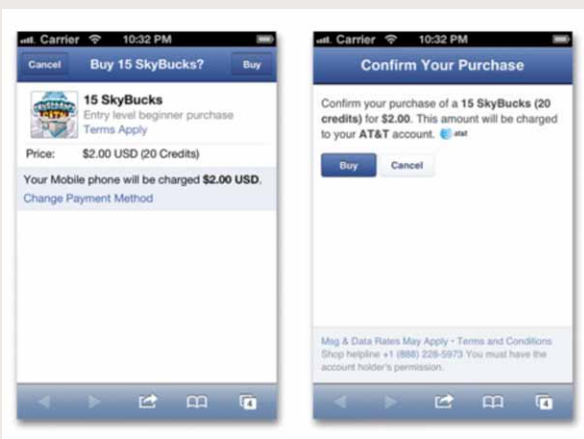 Carrier 10:32 PM
Cancel Buy 15 SkyBucks? Buy
15 SkyBucks
Entry level beginner purchase
Terms Apply
Price: $2.00 USD (20 Credits)
Your Mobile phone will be charged $2.00 USD.
Change Payment Method
4
Carrier 10:32 PM
Confirm Your Purchase
Confirm your purchase of a 15 SkyBucks (20
credits) for $2.00. This amount will be charged
to your AT&T account. at&t
Buy Cancel
Msg & Data Rates May Apply · Terms and Conditions
Shop helpline +1 (888) 228-5973 You must have the
account holder's permission.
4